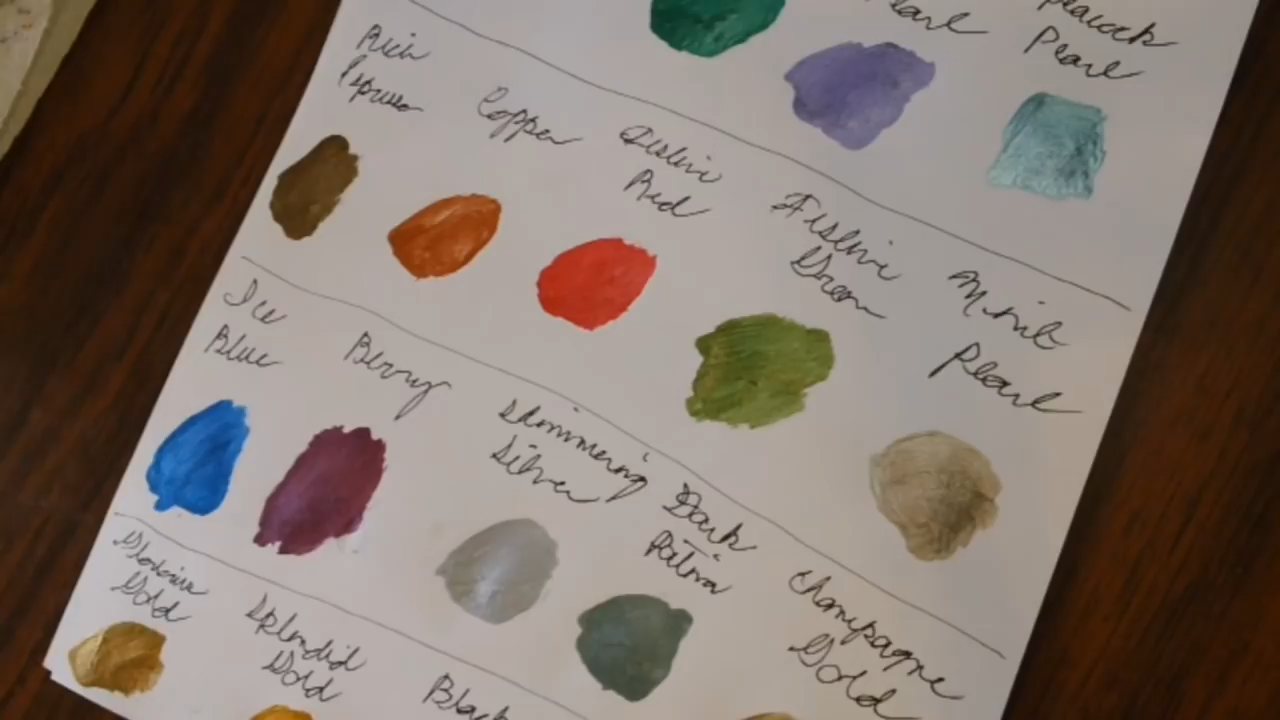 Pearl
Peacock
Pearl
Rich
Espresso
Copper
Festive
Red
Festive
Green
Mink
Pearl
Ice
Blue
Berry
Shimmering
Silver
Dark
Patina
Champagne
Gold
Glorious
Gold
Splendid
Gold
Black